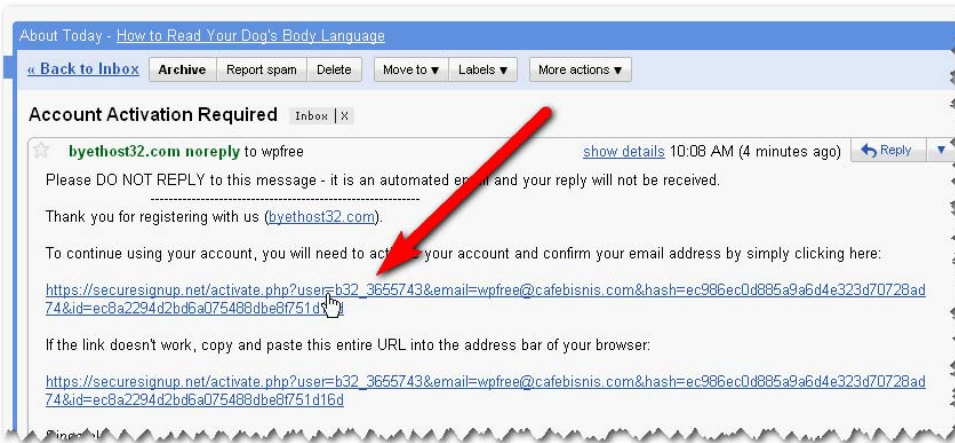 About Today - How to Read Your Dog's Body Language
« Back to Inbox Archive Report spam Delete Move to ▼ Labels ▼ More actions ▼
Account Activation Required Inbox | X
byethost32.com noreply to wpfree show details 10:08 AM (4 minutes ago) Reply ▼
Please DO NOT REPLY to this message - it is an automated and your reply will not be received.
------------------------------------------------------------
Thank you for registering with us (byethost32.com).
To continue using your account, you will need to your account and confirm your email address by simply clicking here:
https://securesignup.net/activate.php?user=b32_3655743&email=wpfree@cafebisnis.com&hash=ec986ec0d885a9a6d4e323d70728ad
74&id=ec8a2294d2bd6a075488dbe8f751d16d
If the link doesn't work, copy and paste this entire URL into the address bar of your browser:
https://securesignup.net/activate.php?user=b32_3655743&email=wpfree@cafebisnis.com&hash=ec986ec0d885a9a6d4e323d70728ad
74&id=ec8a2294d2bd6a075488dbe8f751d16d